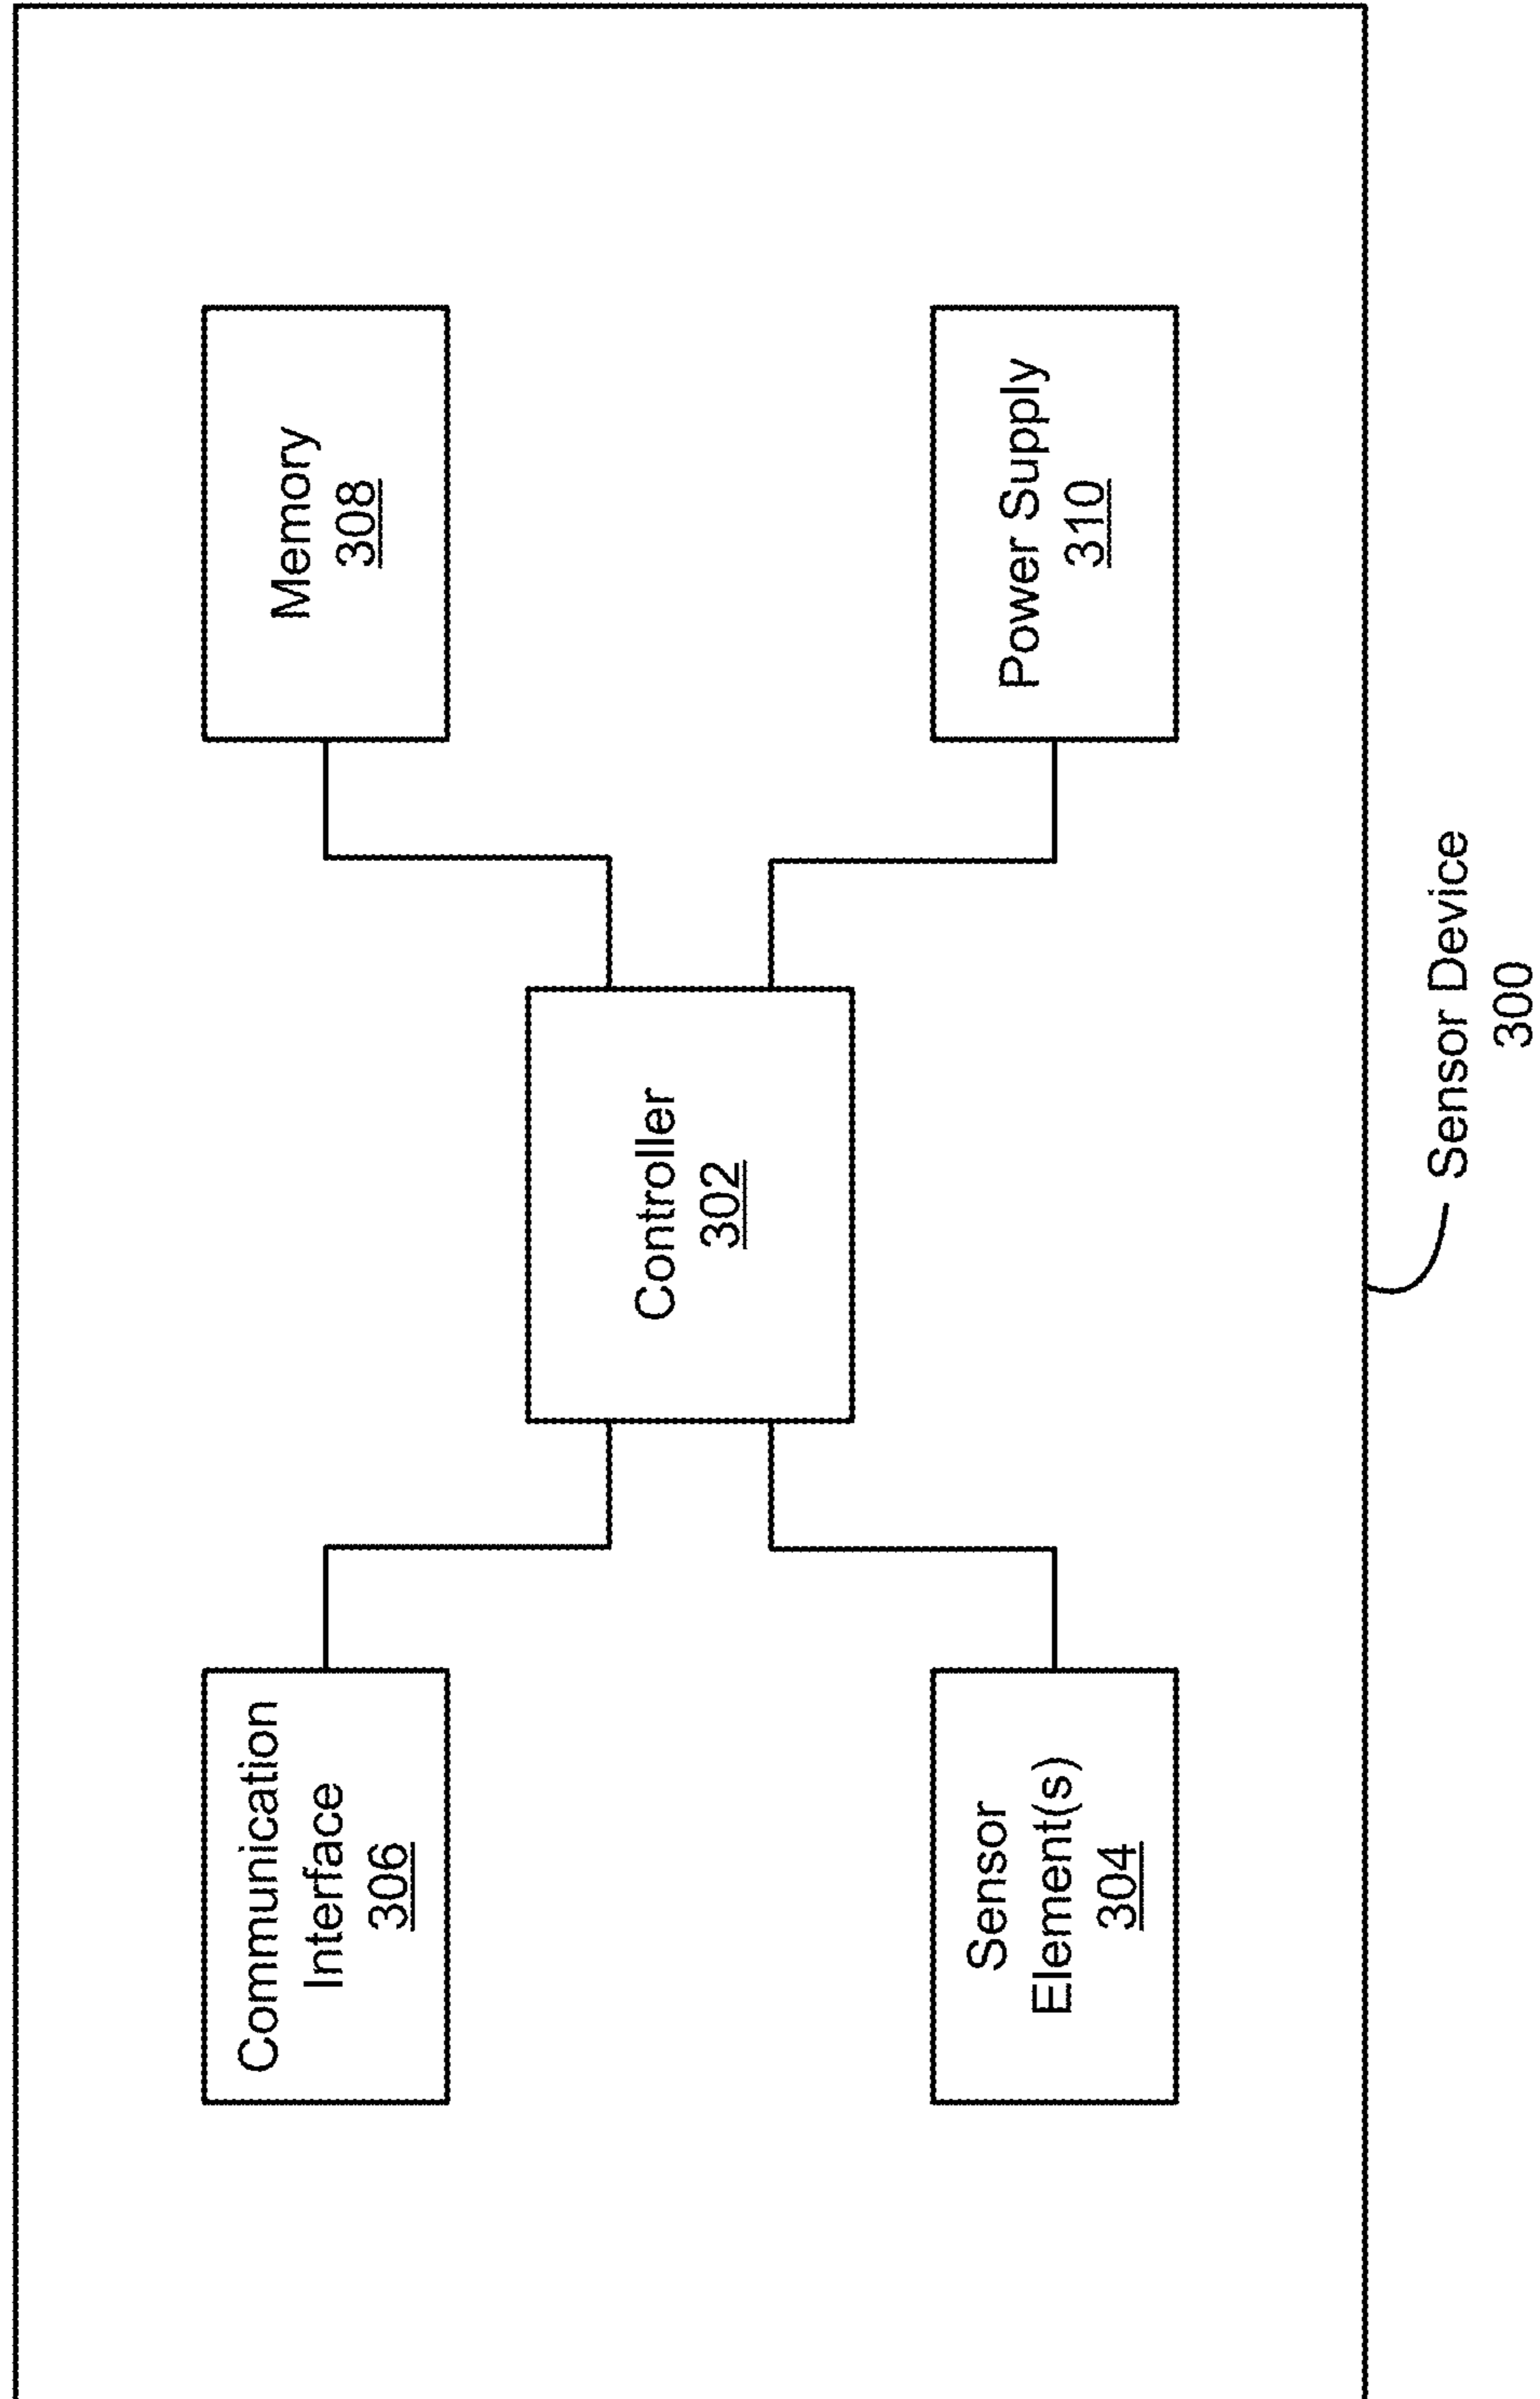 Communication
Interface
306
Memory
308
Controller
302
Sensor
Element(s)
304
Power Supply
310
Sensor Device
300